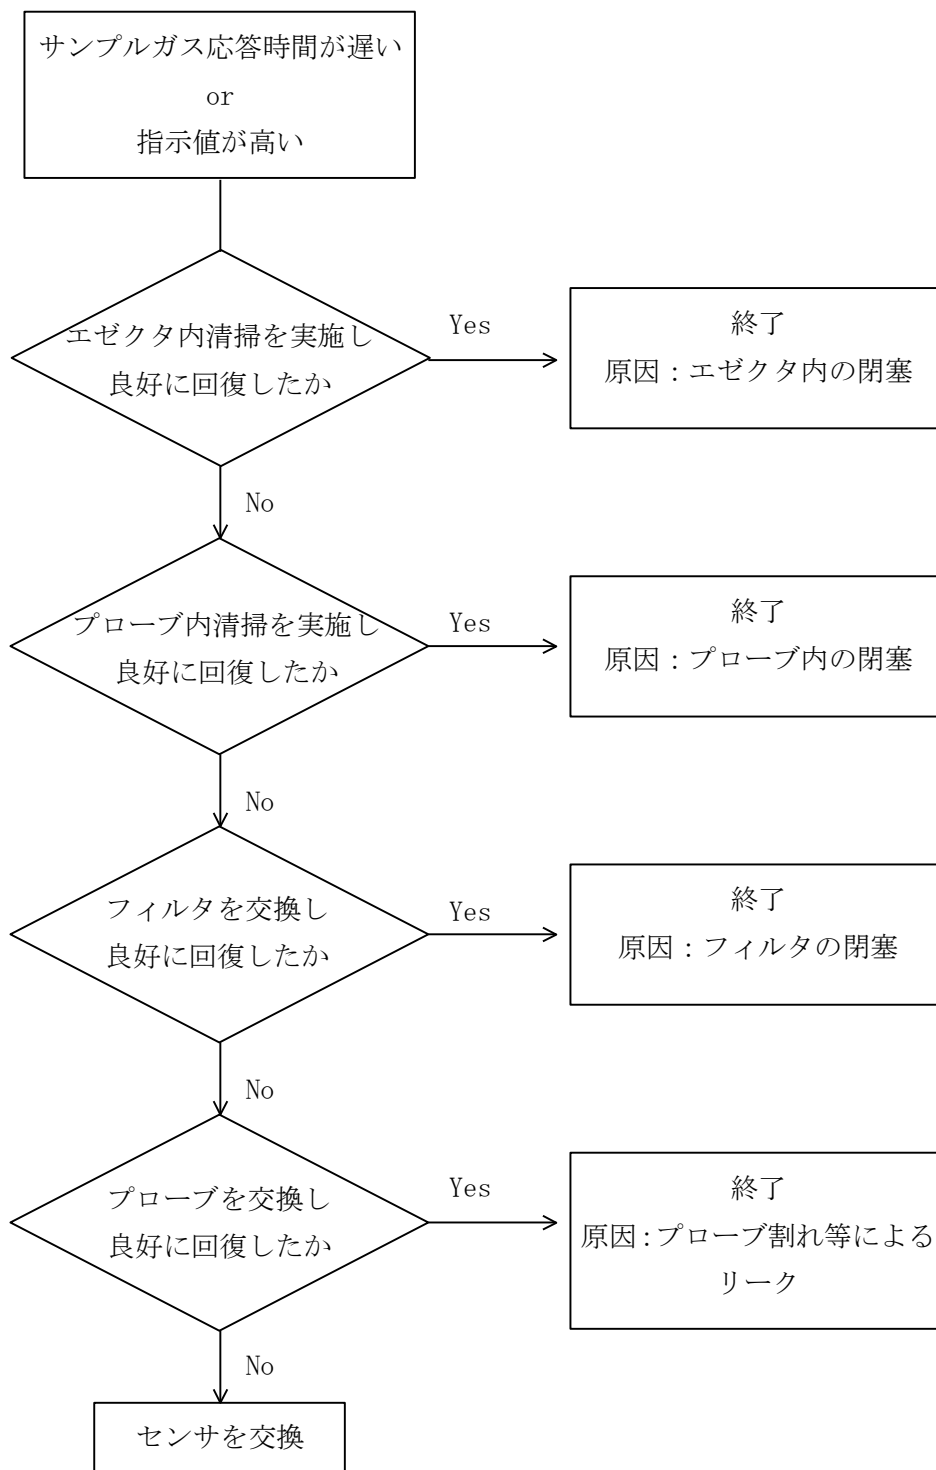 サンプルガス応答時間が遅い
or
指示値が高い
エゼクタ内清掃を実施し
良好に回復したか
Yes
終了
原因：エゼクタ内の閉塞
No
プローブ内清掃を実施し
良好に回復したか
Yes
終了
原因：プローブ内の閉塞
No
フィルタを交換し
良好に回復したか
Yes
終了
原因：フィルタの閉塞
No
プローブを交換し
良好に回復したか
Yes
終了
原因：プローブ割れ等による
リーク
No
センサを交換